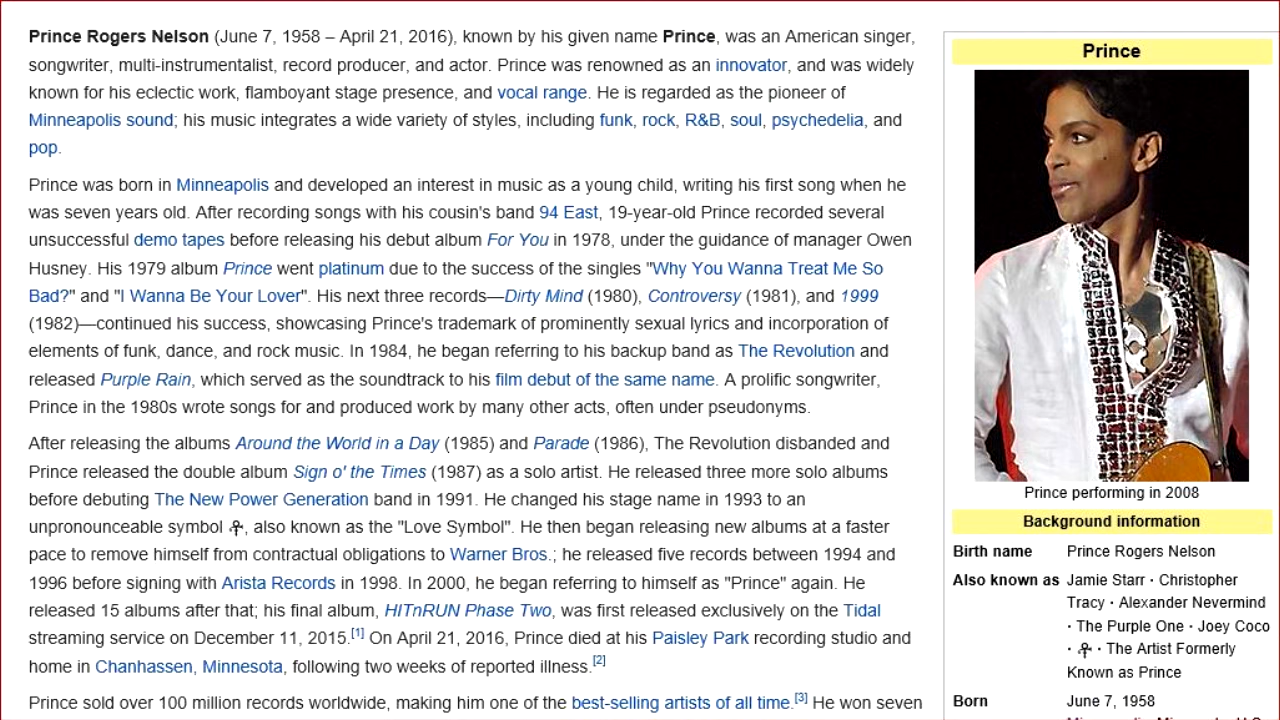 Prince Rogers Nelson (June 7, 1958 – April 21, 2016), known by his given name Prince, was an American singer,
songwriter, multi-instrumentalist, record producer, and actor. Prince was renowned as an innovator, and was widely
known for his eclectic work, flamboyant stage presence, and vocal range. He is regarded as the pioneer of
Minneapolis sound; his music integrates a wide variety of styles, including funk, rock, R&B, soul, psychedelia, and
pop.
Prince was born in Minneapolis and developed an interest in music as a young child, writing his first song when he
was seven years old. After recording songs with his cousin's band 94 East, 19-year-old Prince recorded several
unsuccessful demo tapes before releasing his debut album For You in 1978, under the guidance of manager Owen
Husney. His 1979 album Prince went platinum due to the success of the singles "Why You Wanna Treat Me So
Bad?" and "I Wanna Be Your Lover". His next three records—Dirty Mind (1980), Controversy (1981), and 1999
(1982)—continued his success, showcasing Prince's trademark of prominently sexual lyrics and incorporation of
elements of funk, dance, and rock music. In 1984, he began referring to his backup band as The Revolution and
released Purple Rain, which served as the soundtrack to his film debut of the same name. A prolific songwriter,
Prince in the 1980s wrote songs for and produced work by many other acts, often under pseudonyms.
After releasing the albums Around the World in a Day (1985) and Parade (1986), The Revolution disbanded and
Prince released the double album Sign o' the Times (1987) as a solo artist. He released three more solo albums
before debuting The New Power Generation band in 1991. He changed his stage name in 1993 to an
unpronounceable symbol , also known as the "Love Symbol". He then began releasing new albums at a faster
pace to remove himself from contractual obligations to Warner Bros.; he released five records between 1994 and
1996 before signing with Arista Records in 1998. In 2000, he began referring to himself as "Prince" again. He
released 15 albums after that; his final album, HITnRUN Phase Two, was first released exclusively on the Tidal
streaming service on December 11, 2015.[1] On April 21, 2016, Prince died at his Paisley Park recording studio and
home in Chanhassen, Minnesota, following two weeks of reported illness.[2]
Prince sold over 100 million records worldwide, making him one of the best-selling artists of all time.[3] He won seven
Prince
Prince performing in 2008
Background information
Birth name Prince Rogers Nelson
Also known as Jamie Starr · Christopher
Tracy · Alexander Nevermind
· The Purple One · Joey Coco
· · The Artist Formerly
Known as Prince
Born June 7, 1958